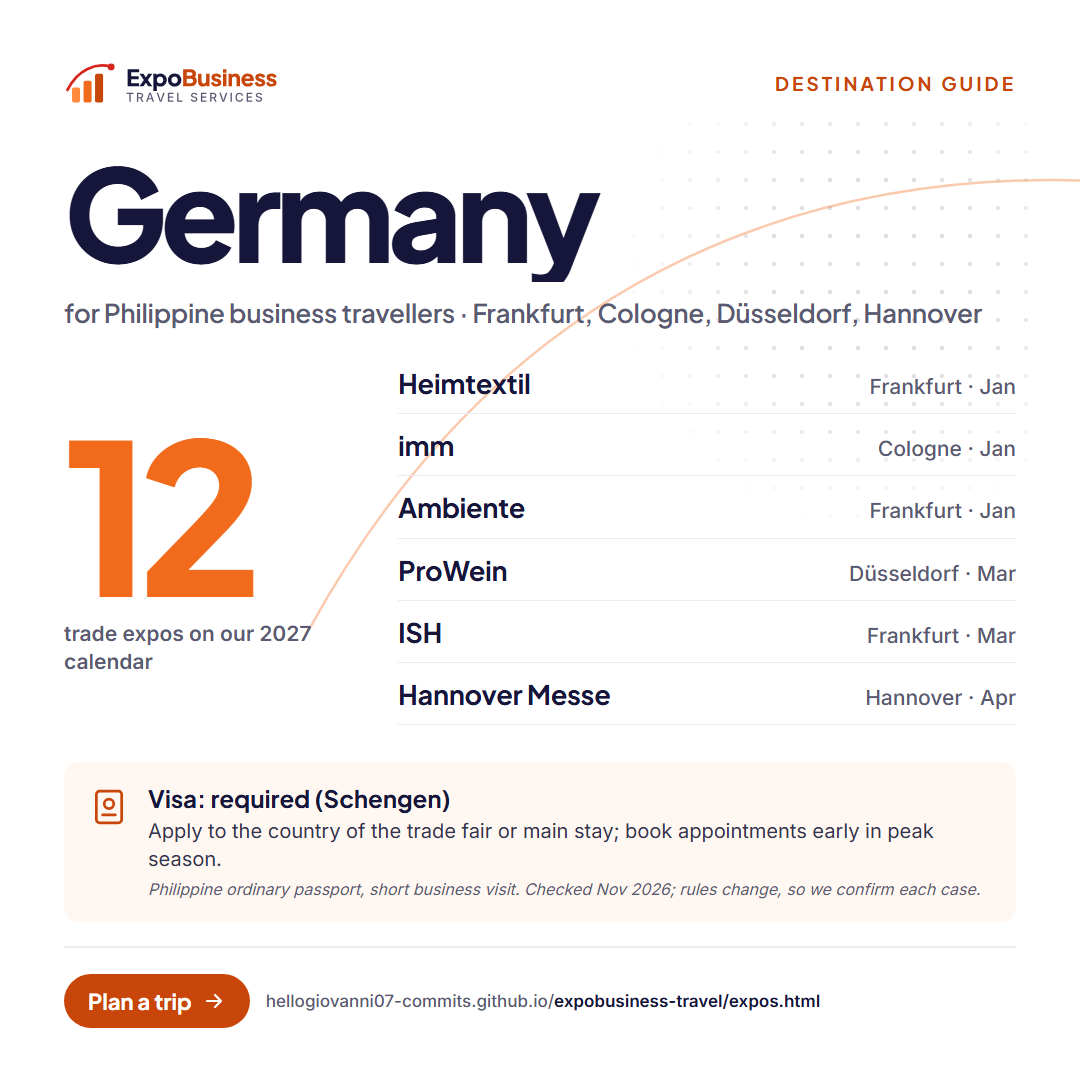 ExpoBusiness
TRAVEL SERVICES
DESTINATION GUIDE
Germany
for Philippine business travellers · Frankfurt, Cologne, Düsseldorf, Hannover
12
trade expos on our 2027
calendar
Heimtextil Frankfurt · Jan
imm Cologne · Jan
Ambiente Frankfurt · Jan
ProWein Düsseldorf · Mar
ISH Frankfurt · Mar
Hannover Messe Hannover · Apr
Visa: required (Schengen)
Apply to the country of the trade fair or main stay; book appointments early in peak
season.
Philippine ordinary passport, short business visit. Checked Nov 2026; rules change, so we confirm each case.
Plan a trip →
hellogiovanni07-commits.github.io/expobusiness-travel/expos.html